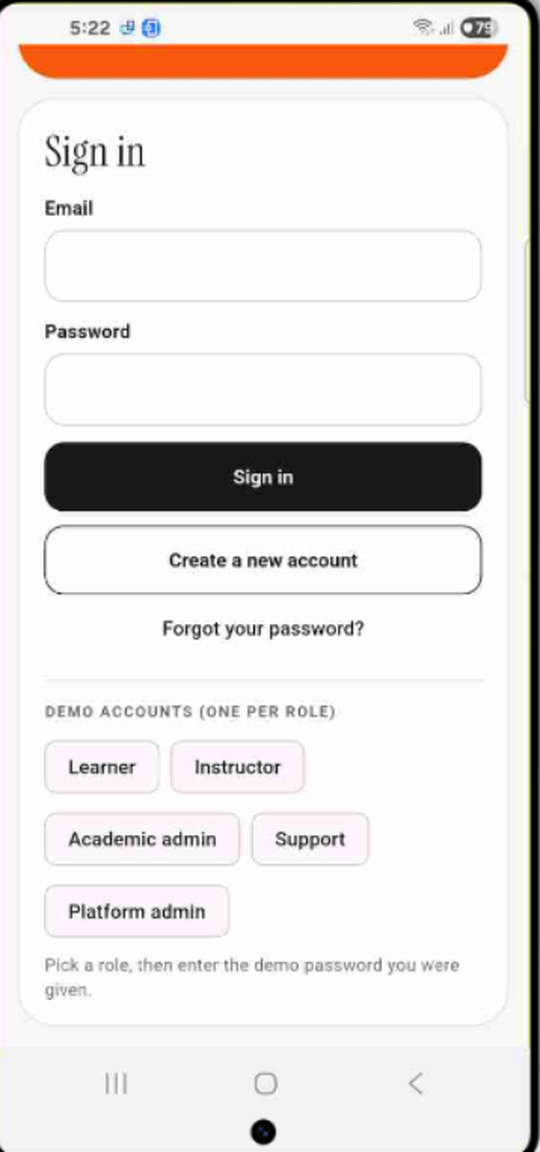 5:22
79
Sign in
Email
Password
Sign in
Create a new account
Forgot your password?
DEMO ACCOUNTS (ONE PER ROLE)
Learner
Instructor
Academic admin
Support
Platform admin
Pick a role, then enter the demo password you were
given.